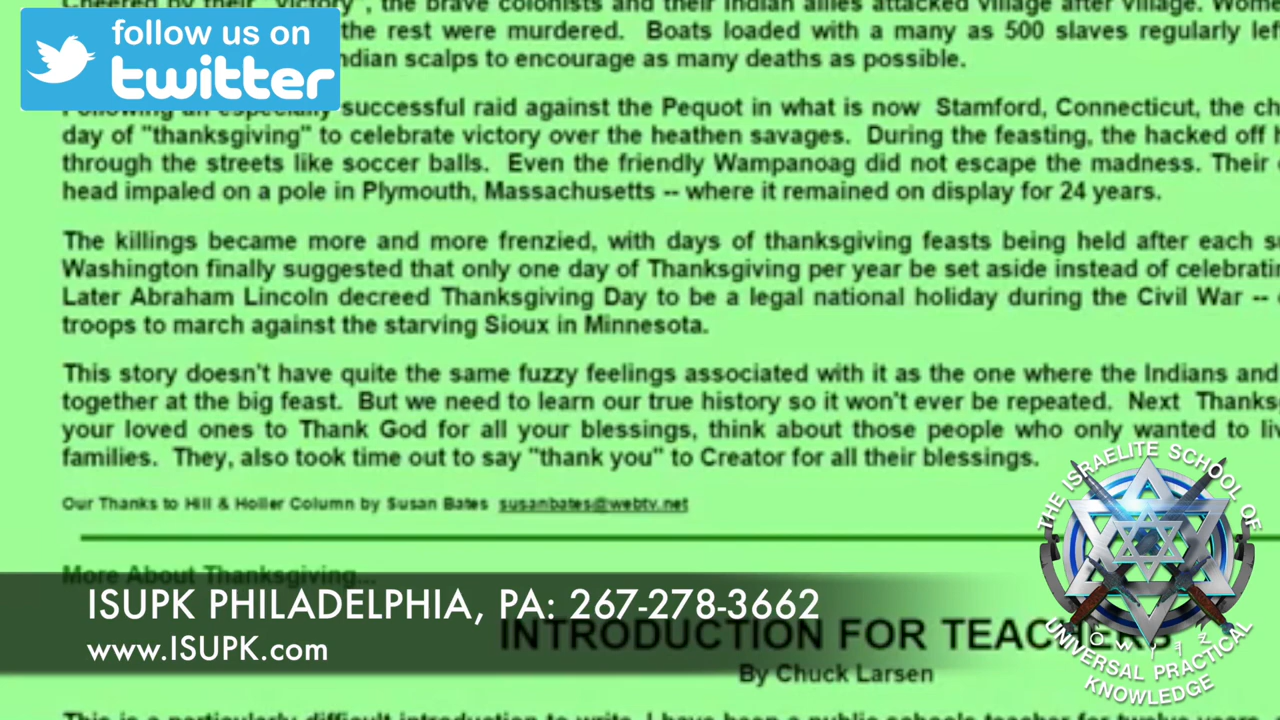 Cheered by their "victory", the brave colonists and their Indian allies attacked village after village.
follow us on
twitter
the rest were murdered. Boats loaded with a many as 500 slaves regularly
scalps to encourage as many deaths as possible.
successful raid against the Pequot in what is now Stamford, Connecticut, the
day of "thanksgiving" to celebrate victory over the heathen savages. During the feasting, the hacked off
through the streets like soccer balls. Even the friendly Wampanoag did not escape the madness. Their
head impaled on a pole in Plymouth, Massachusetts -- where it remained on display for 24 years.
The killings became more and more frenzied, with days of thanksgiving feasts being held after each
Washington finally suggested that only one day of Thanksgiving per year be set aside instead of
Later Abraham Lincoln decreed Thanksgiving Day to be a legal national holiday during the Civil War --
troops to march against the starving Sioux in Minnesota.
This story doesn't have quite the same fuzzy feelings associated with it as the one where the Indians and
together at the big feast. But we need to learn our true history so it won't ever be repeated. Next
your loved ones to Thank God for all your blessings, think about those people who only wanted to
families. They, also took time out to say "thank you" to Creator for all their blessings.
Our Thanks to Hill & Holler Column by Susan Bates susanbates@webtv.net
More About Thanksgiving...
ISUPK PHILADELPHIA, PA: 267-278-3662
www.ISUPK.com
INTRODUCTION FOR TEACHERS
By Chuck Larsen
THE ISRAELITE SCHOOL OF
UNIVERSAL PRACTICAL
KNOWLEDGE
This is a particularly difficult introduction to write. I have been a public schools teacher for